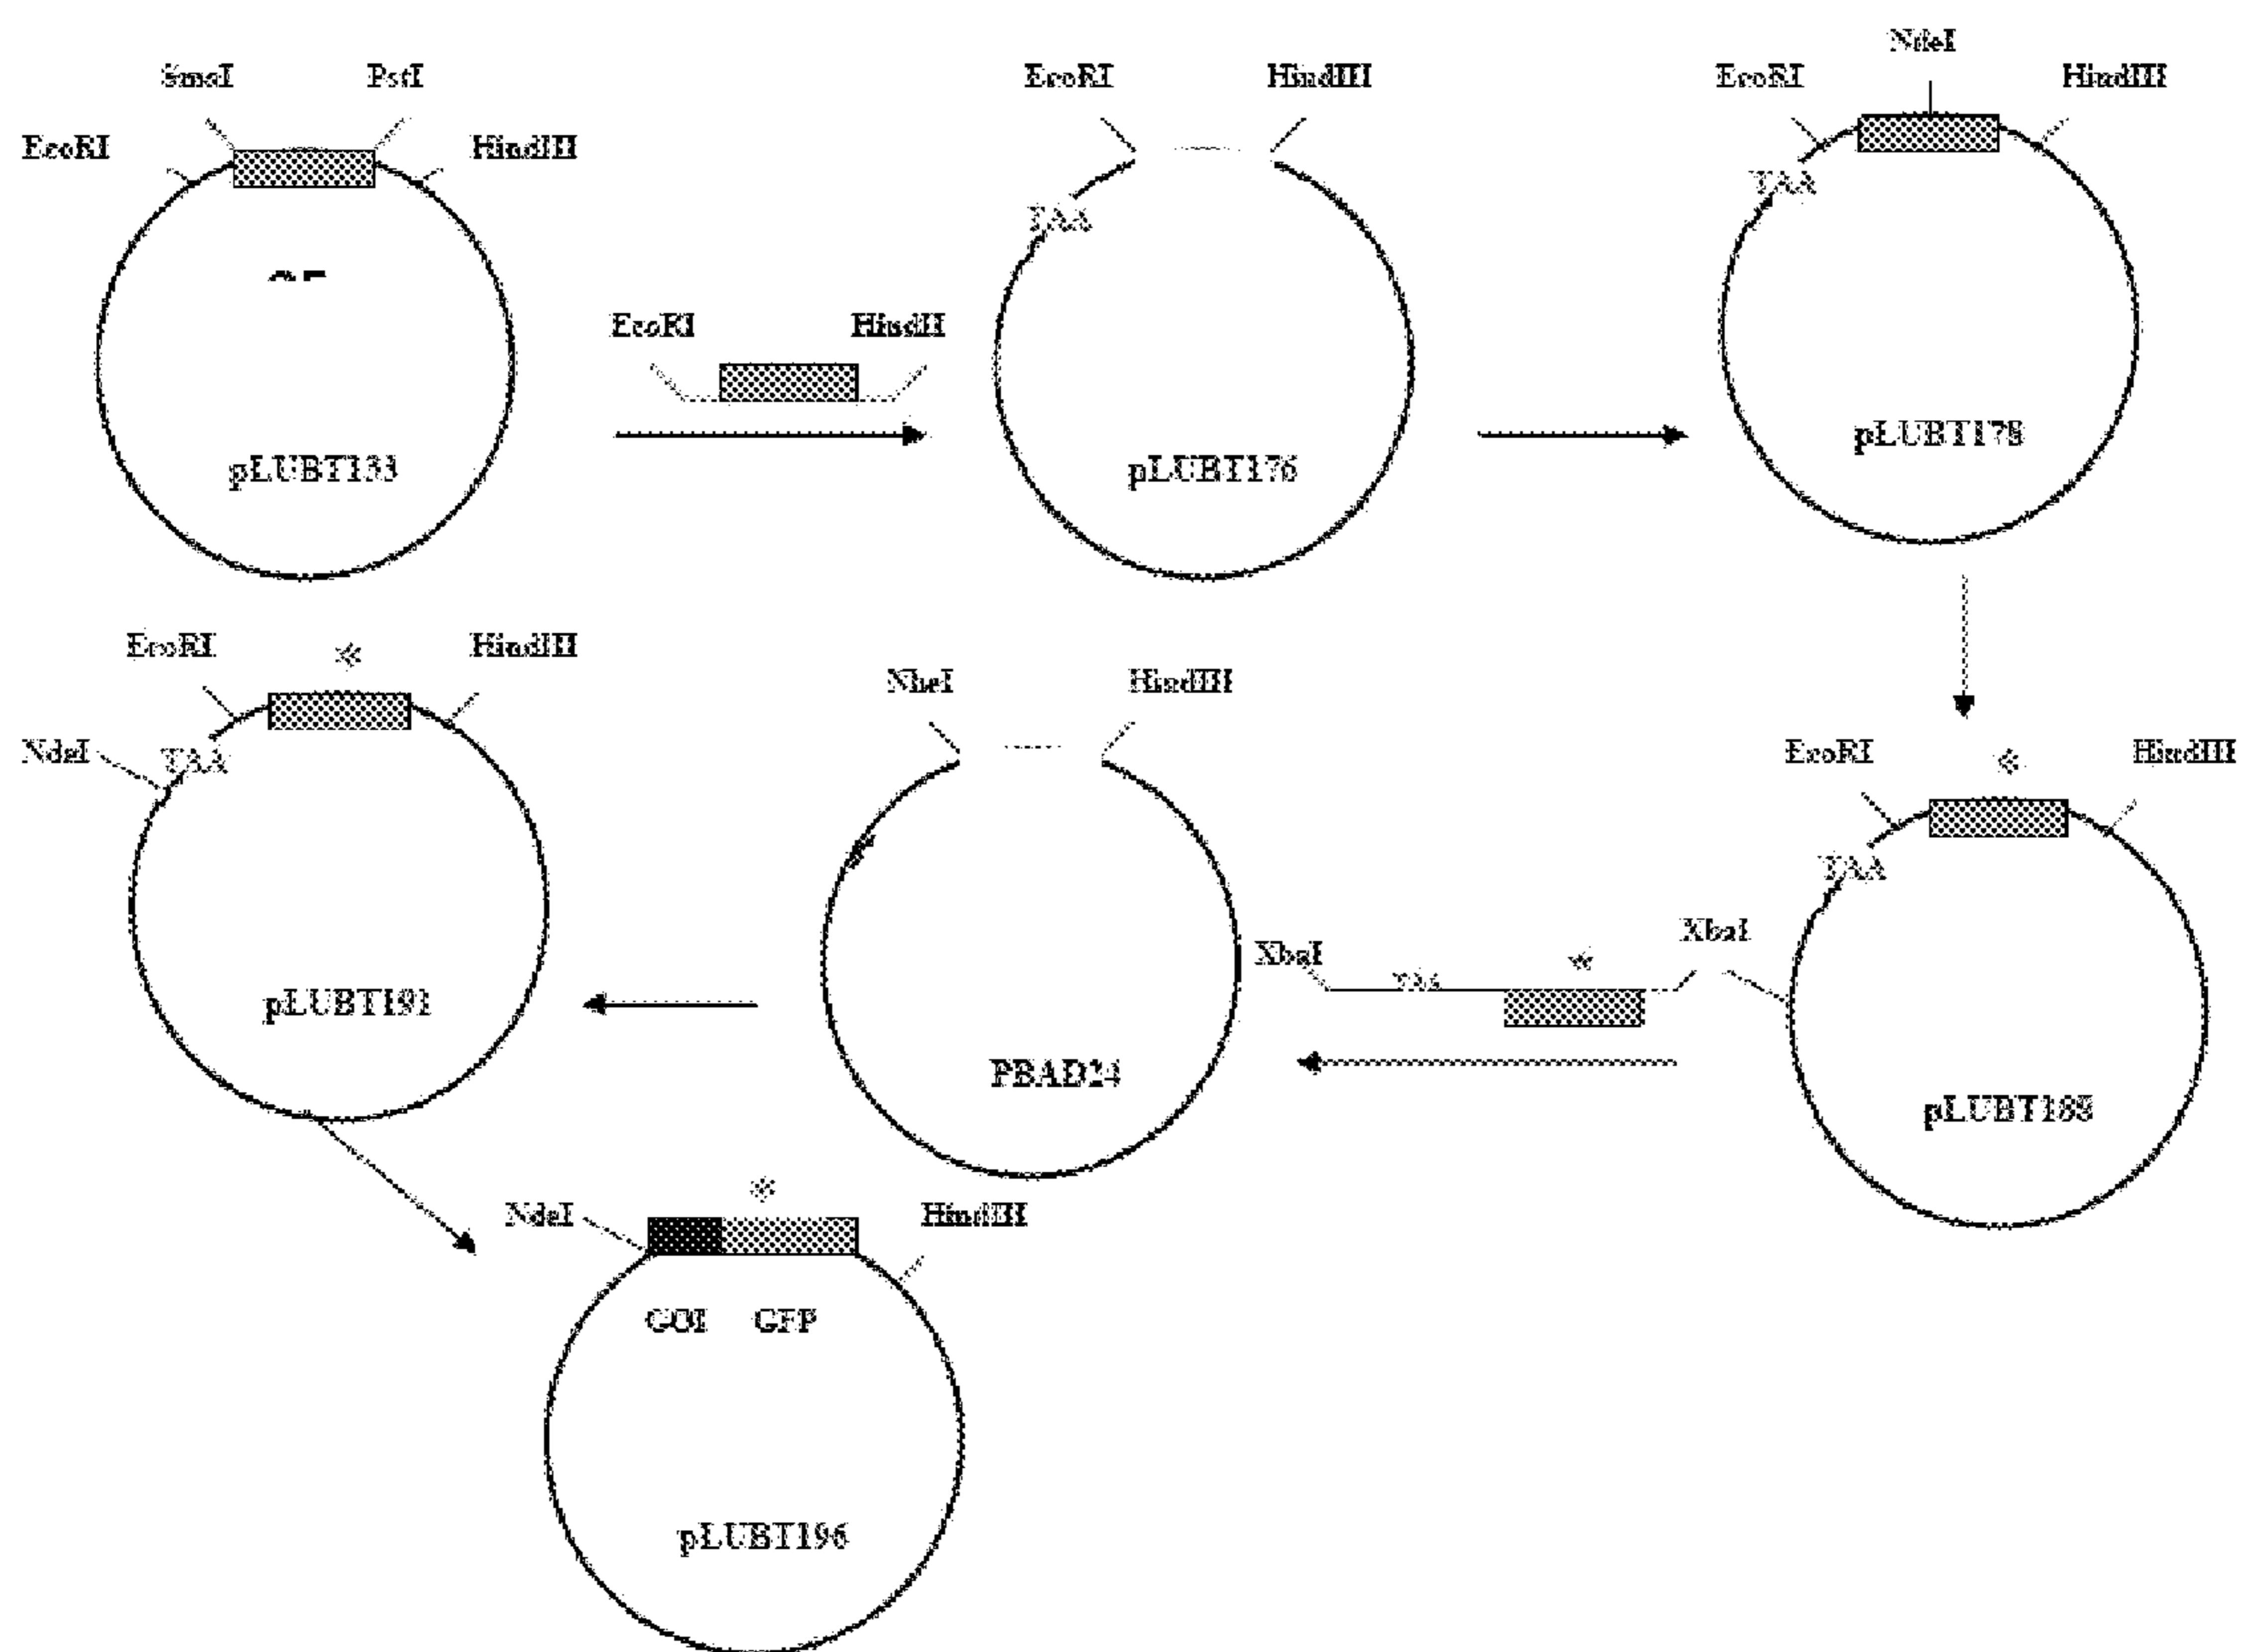 SmaI PstI
EcoRI HindIII
pLUBT133
EcoRI HindII
EcoRI HindIII
TAA
pLUBT176
NdeI
EcoRI HindIII
TAA
pLUBT178
EcoRI * HindIII
NdeI TAA
pLUBT191
NheI HindIII
PBAD24
XbaI TAA * XbaI
EcoRI * HindIII
TAA
pLUBT188
NdeI * HindIII
GOI GFP
pLUBT196